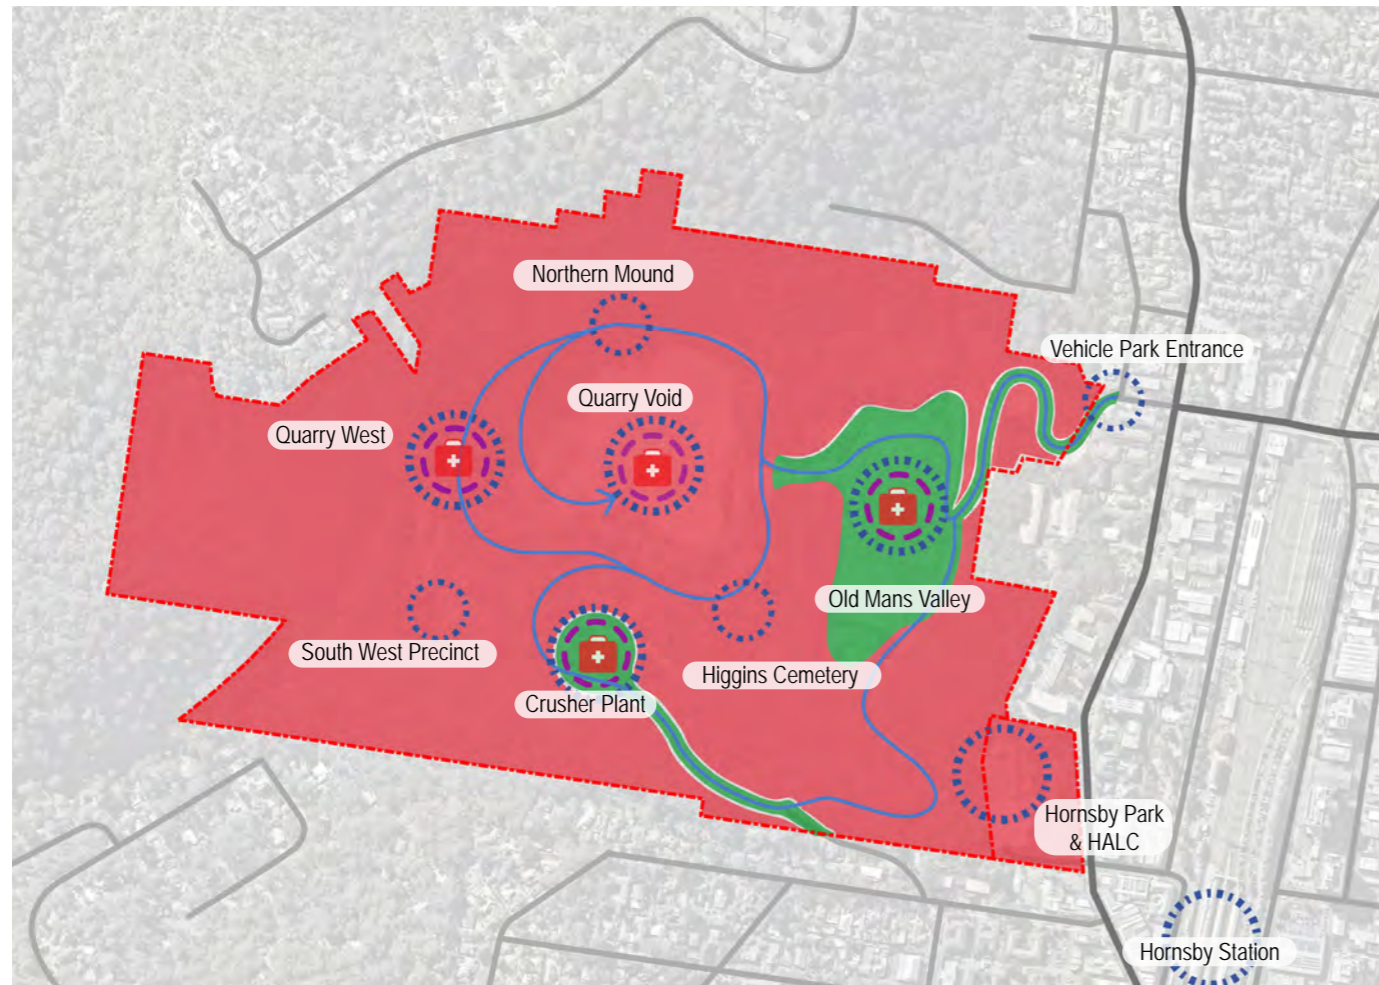 Northern Mound
Vehicle Park Entrance
Quarry Void
Quarry West
Old Mans Valley
South West Precinct
Higgins Cemetery
Crusher Plant
Hornsby Park
& HALC
Hornsby Station